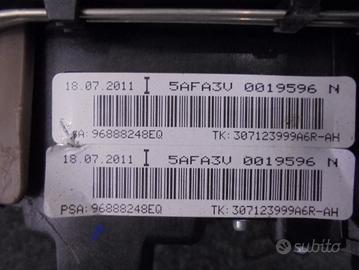 18.07.2011 I 5AFA3V 0019596 N
A: 96888248EQ TK: 307123999A6R-AH
18.07.2011 I 5AFA3V 0019596 N
PSA: 96888248EQ TK: 307123999A6R-AH
subito